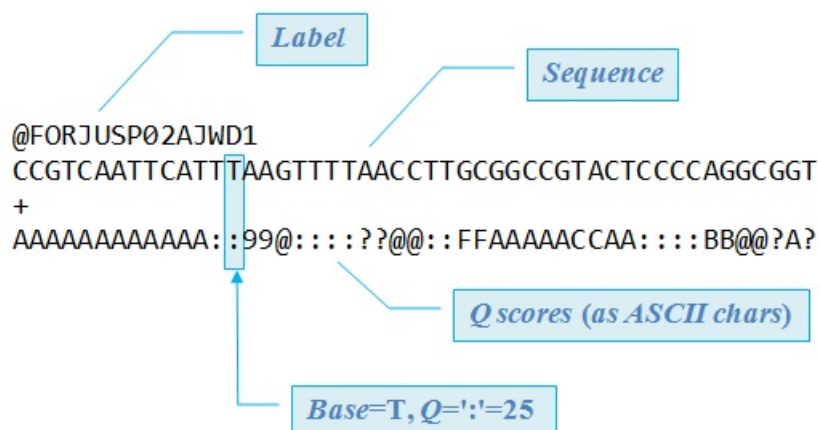 Label
Sequence
@FORJUSP02AJWD1
CCGTCAATTCATTTAAGTTTTAACCTTGCGGCCGTACTCCCCAGGCGGT
+
AAAAAAAAAAAA::99@::::??@@::FFAAAAACCAA::::BB@@?A?
Q scores (as ASCII chars)
Base=T, Q=':'=25